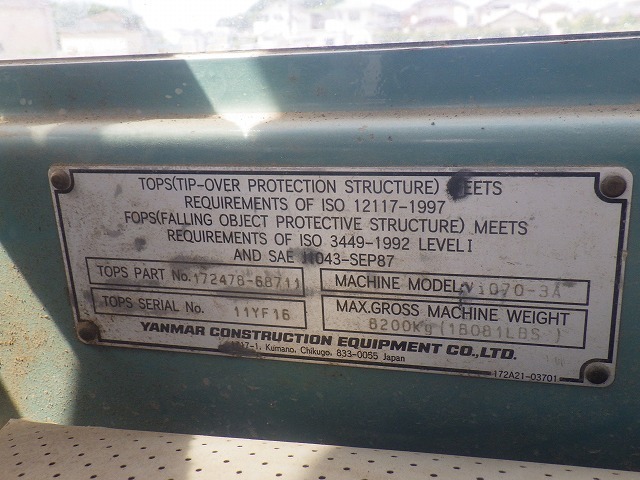 TOPS(TIP-OVER PROTECTION STRUCTURE) MEETS
REQUIREMENTS OF ISO 12117-1997
FOPS(FALLING OBJECT PROTECTIVE STRUCTURE) MEETS
REQUIREMENTS OF ISO 3449-1992 LEVEL I
AND SAE J1043-SEP87
TOPS PART No. 172478-68711
MACHINE MODEL: Vi070-3A
TOPS SERIAL No. 11YF16
MAX.GROSS MACHINE WEIGHT
8200Kg(18081LBS )
YANMAR CONSTRUCTION EQUIPMENT CO.,LTD.
1717-1, Kumano, Chikugo, 833-0055 Japan
172A21-03701